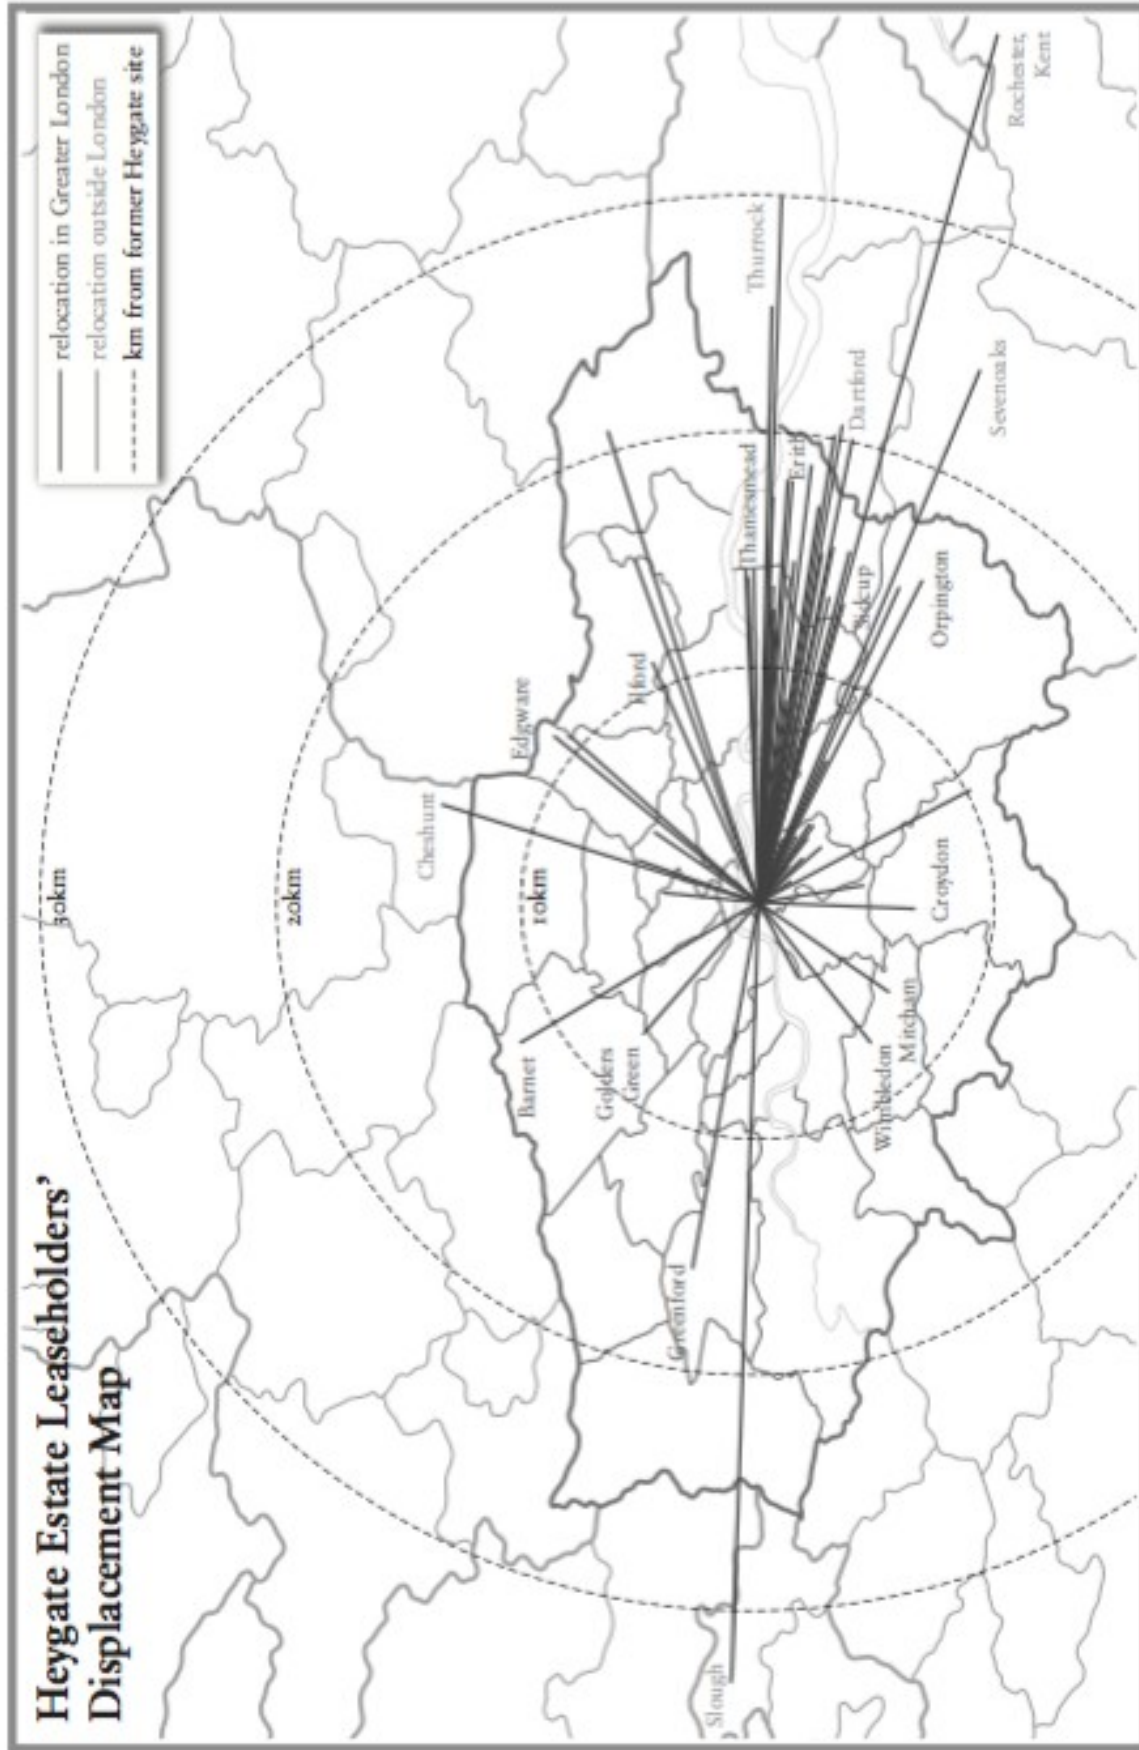 Heygate Estate Leaseholders'
Displacement Map
relocation in Greater London
relocation outside London
km from former Heygate site
30km
20km
10km
Cheshunt
Edgware
Barnet
Golders
Green
Ilford
Greenford
Slough
Thurrock
Thamesmead
Erith
Dartford
Sidcup
Orpington
Sevenoaks
Rochester,
Kent
Croydon
Mitcham
Wimbledon